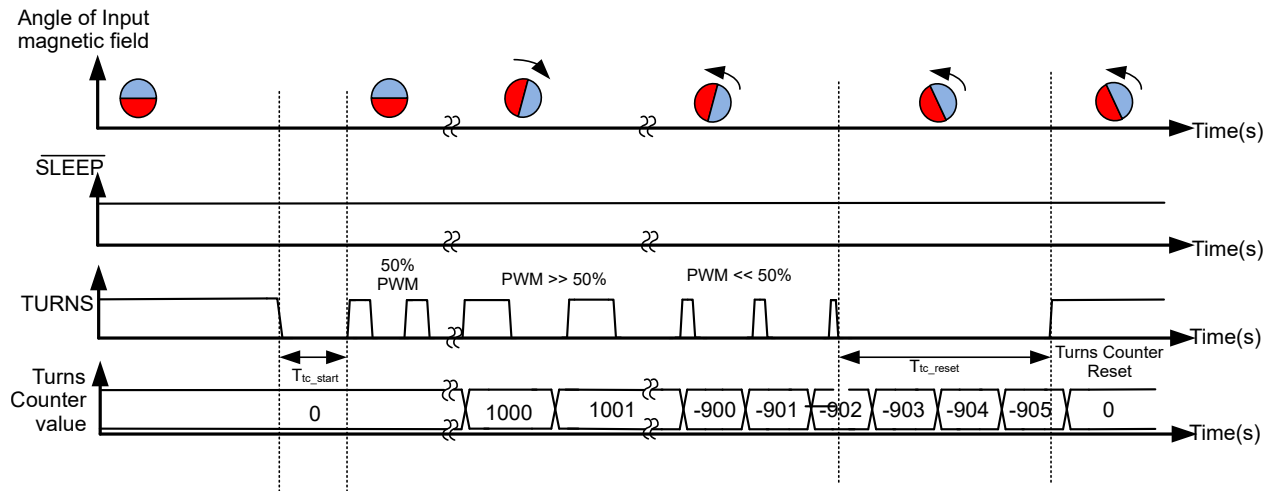 Angle of Input
magnetic field
Time(s)
SLEEP
Time(s)
50%
PWM
PWM >> 50%
PWM << 50%
TURNS
Time(s)
Ttc_start
Ttc_reset
Turns Counter
Reset
Turns
Counter
value
0
1000
1001
-900
-901
-902
-903
-904
-905
0
Time(s)